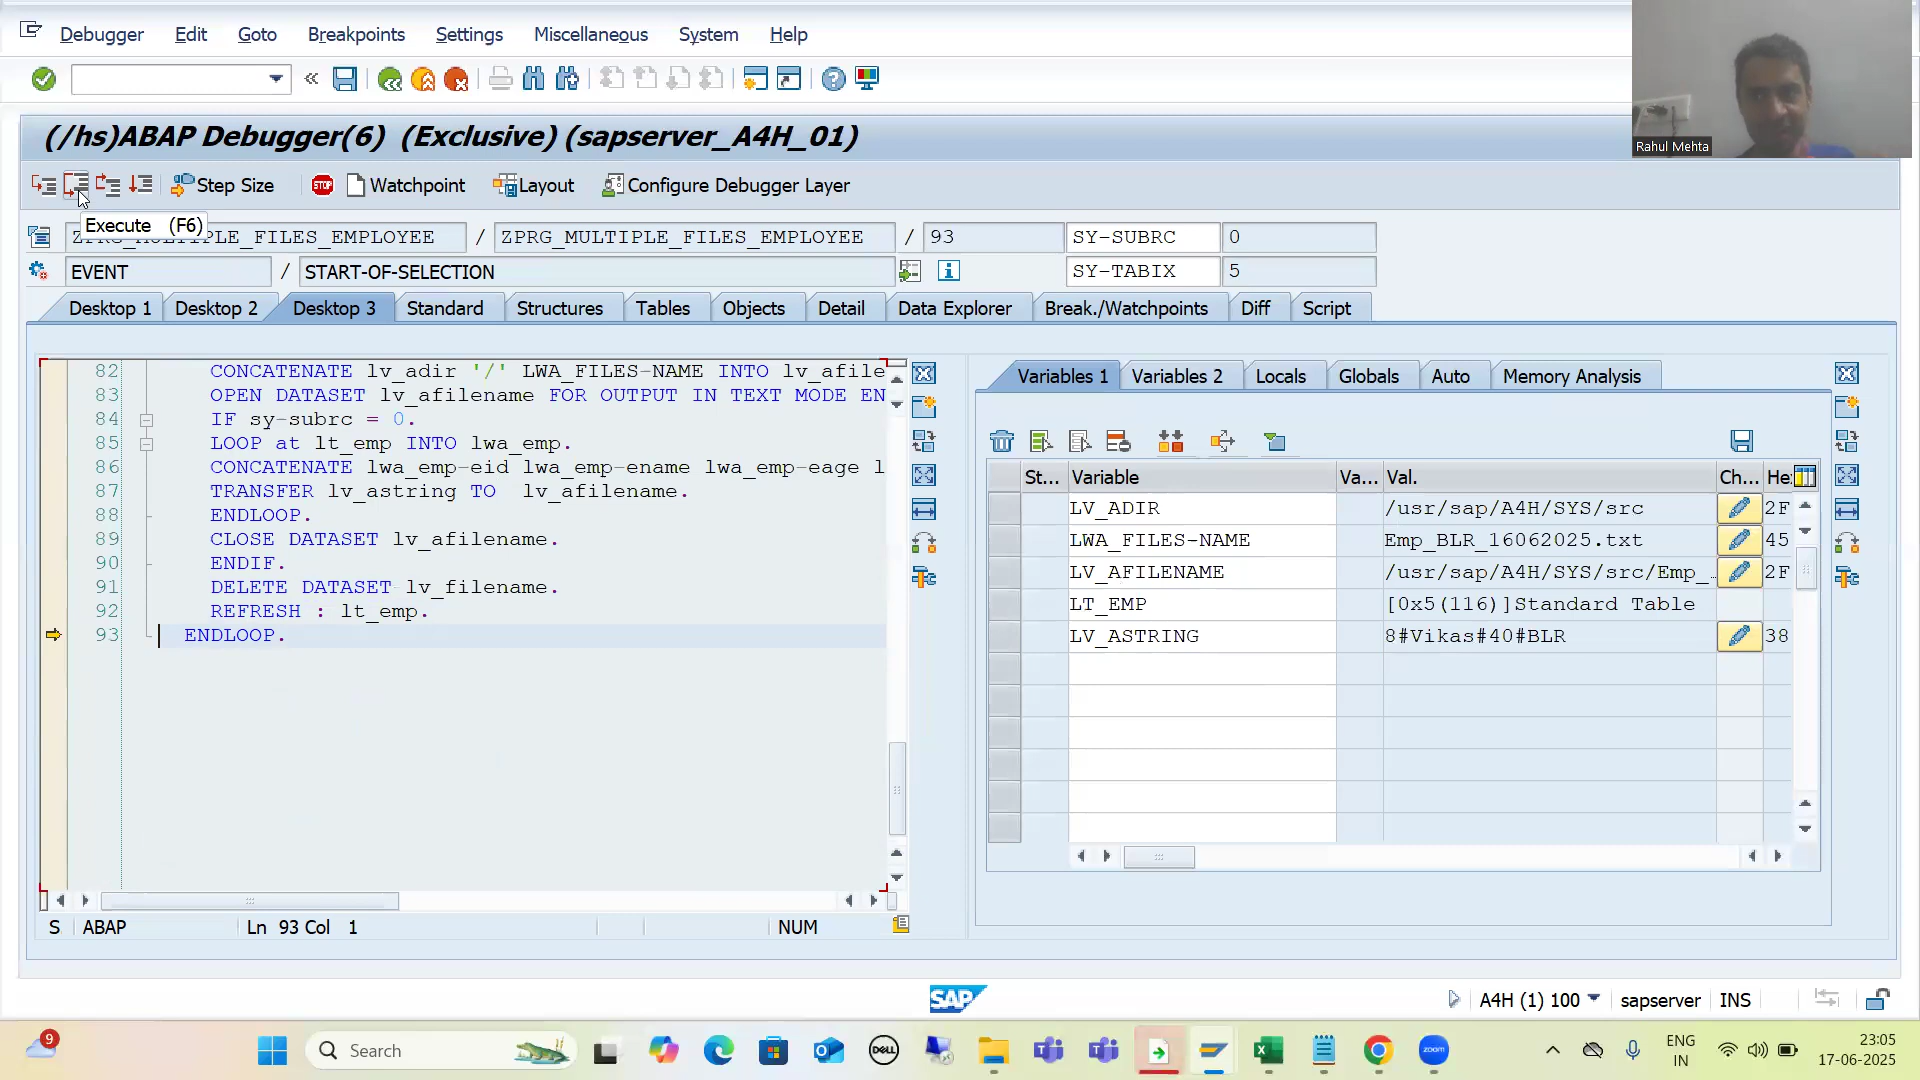 Debugger Edit Goto Breakpoints Settings Miscellaneous System Help
(/hs)ABAP Debugger(6) (Exclusive) (sapserver_A4H_01)
Rahul Mehta
Step Size STOP Watchpoint Layout Configure Debugger Layer
Execute (F6)
ZPRG_MULTIPLE_FILES_EMPLOYEE / ZPRG_MULTIPLE_FILES_EMPLOYEE / 93 SY-SUBRC 0
EVENT / START-OF-SELECTION SY-TABIX 5
Desktop 1 Desktop 2 Desktop 3 Standard Structures Tables Objects Detail Data Explorer Break./Watchpoints Diff Script
82 CONCATENATE lv_adir '/' LWA_FILES-NAME INTO lv_afile
83 OPEN DATASET lv_afilename FOR OUTPUT IN TEXT MODE EN
84 IF sy-subrc = 0.
85 LOOP at lt_emp INTO lwa_emp.
86 CONCATENATE lwa_emp-eid lwa_emp-ename lwa_emp-eage l
87 TRANSFER lv_astring TO lv_afilename.
88 ENDLOOP.
89 CLOSE DATASET lv_afilename.
90 ENDIF.
91 DELETE DATASET lv_filename.
92 REFRESH : lt_emp.
93 ENDLOOP.
S ABAP Ln 93 Col 1 NUM
Variables 1 Variables 2 Locals Globals Auto Memory Analysis
St... Variable Va... Val. Ch... He
LV_ADIR /usr/sap/A4H/SYS/src 2F
LWA_FILES-NAME Emp_BLR_16062025.txt 45
LV_AFILENAME /usr/sap/A4H/SYS/src/Emp_... 2F
LT_EMP [0x5(116)]Standard Table
LV_ASTRING 8#Vikas#40#BLR 38
SAP
A4H (1) 100 sapserver INS
9
Search
DELL
zoom
ENG
IN
23:05
17-06-2025